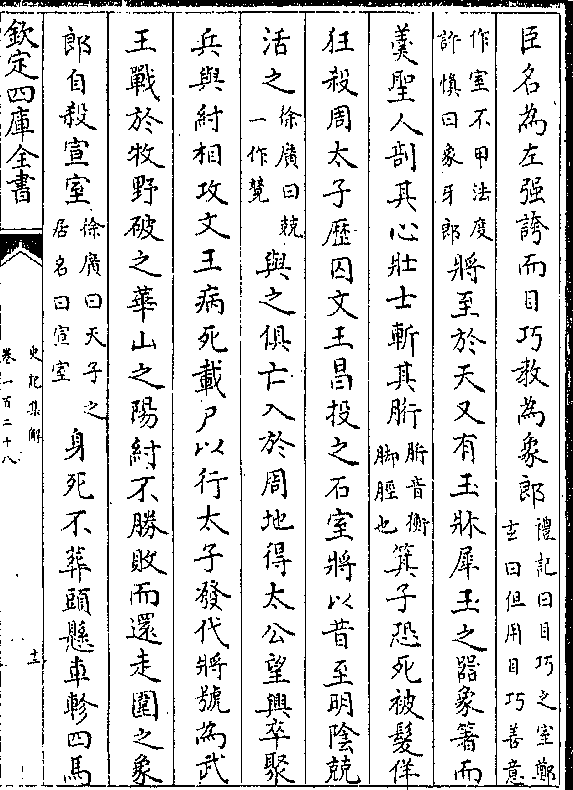 臣名為左强誇而目巧教為象郎禮記曰目巧之室鄭𤣥曰但用目巧善意
作室不用法度許慎曰象牙郎將至於天又有玉牀犀玉之器象箸而
羮聖人剖其心壯士斬其胻胻音衡脚脛也箕子恐死被髮佯
狂殺周太子歷囚文王昌投之石室將以昔至明隂兢
活之徐廣曰兢一作競與之俱亡入於周地得太公望興卒聚
兵與紂相攻文王病死載尸以行太子發代將號為武
王戰於牧野破之華山之陽紂不勝敗而還走圍之象
郎自殺宣室徐廣曰天子之居名曰宣室身死不葬頭懸車軫四馬
欽定四庫全書
史記集解
卷一百二十八
十三